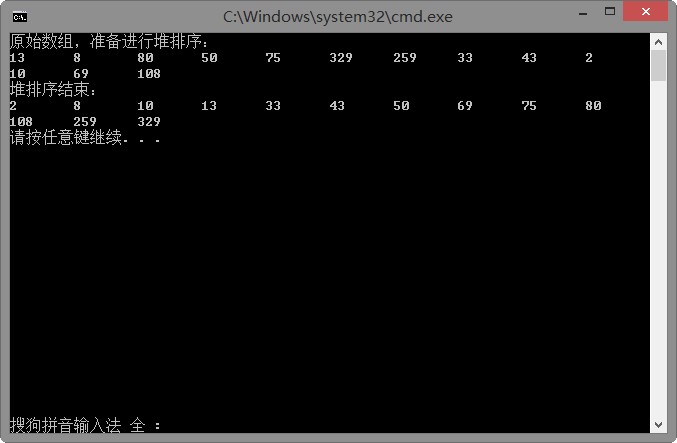 C:\Windows\system32\cmd.exe
原始数组，准备进行堆排序：
13 8 80 50 75 329 259 33 43 2
10 69 108
堆排序结束：
2 8 10 13 33 43 50 69 75 80
108 259 329
请按任意键继续. . .
搜狗拼音输入法 全 :